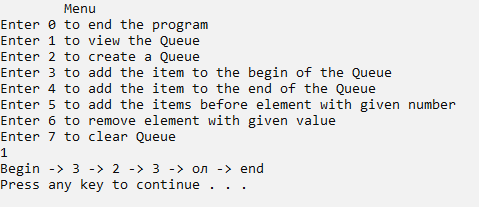 Menu
Enter 0 to end the program
Enter 1 to view the Queue
Enter 2 to create a Queue
Enter 3 to add the item to the begin of the Queue
Enter 4 to add the item to the end of the Queue
Enter 5 to add the items before element with given number
Enter 6 to remove element with given value
Enter 7 to clear Queue
1
Begin -> 3 -> 2 -> 3 -> ол -> end
Press any key to continue . . .